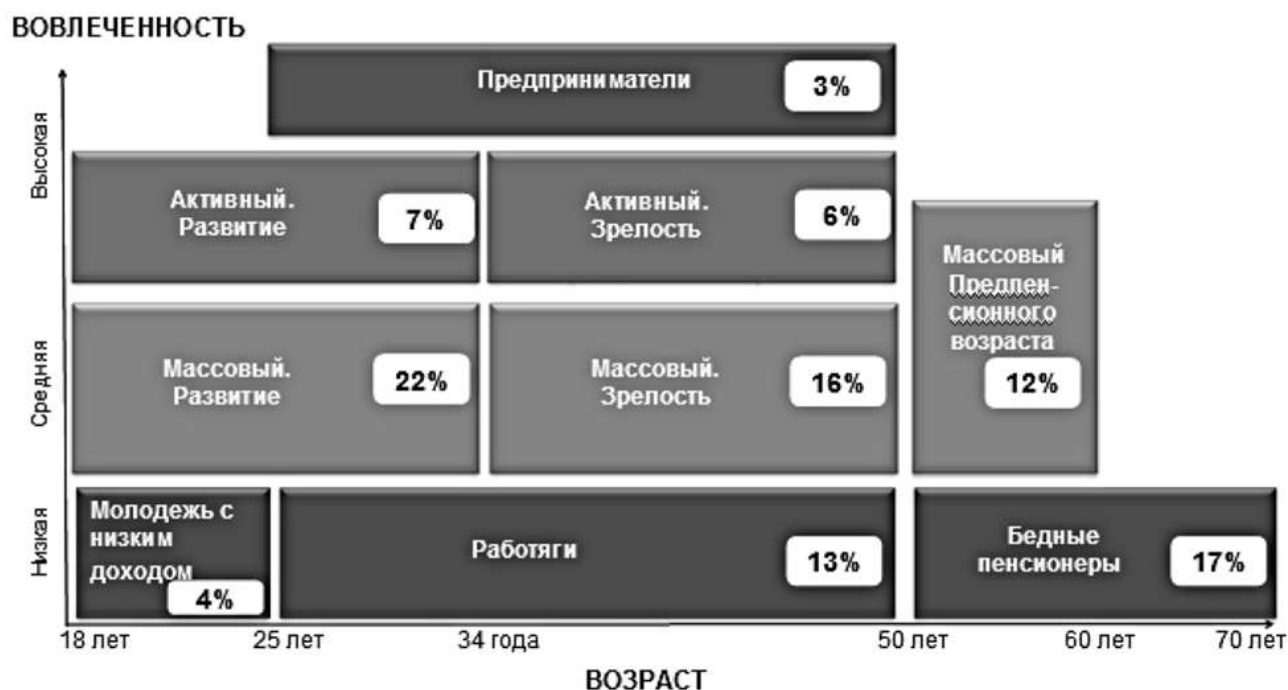 ВОВЛЕЧЕННОСТЬ
Высокая
Предприниматели
3%
Активный.
Развитие
7%
Активный.
Зрелость
6%
Массовый
Предпен-
сионного
возраста
12%
Средняя
Массовый.
Развитие
22%
Массовый.
Зрелость
16%
Низкая
Молодежь с
низким
доходом
4%
Работяги
13%
Бедные
пенсионеры
17%
18 лет
25 лет
34 года
50 лет
60 лет
70 лет
ВОЗРАСТ